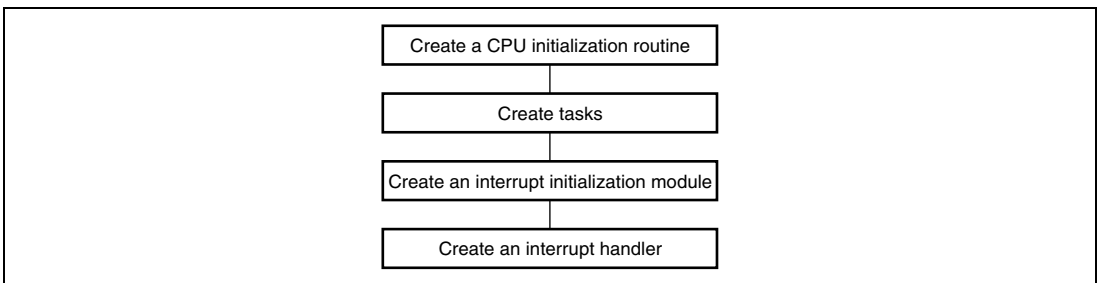 Create a CPU initialization routine
Create tasks
Create an interrupt initialization module
Create an interrupt handler